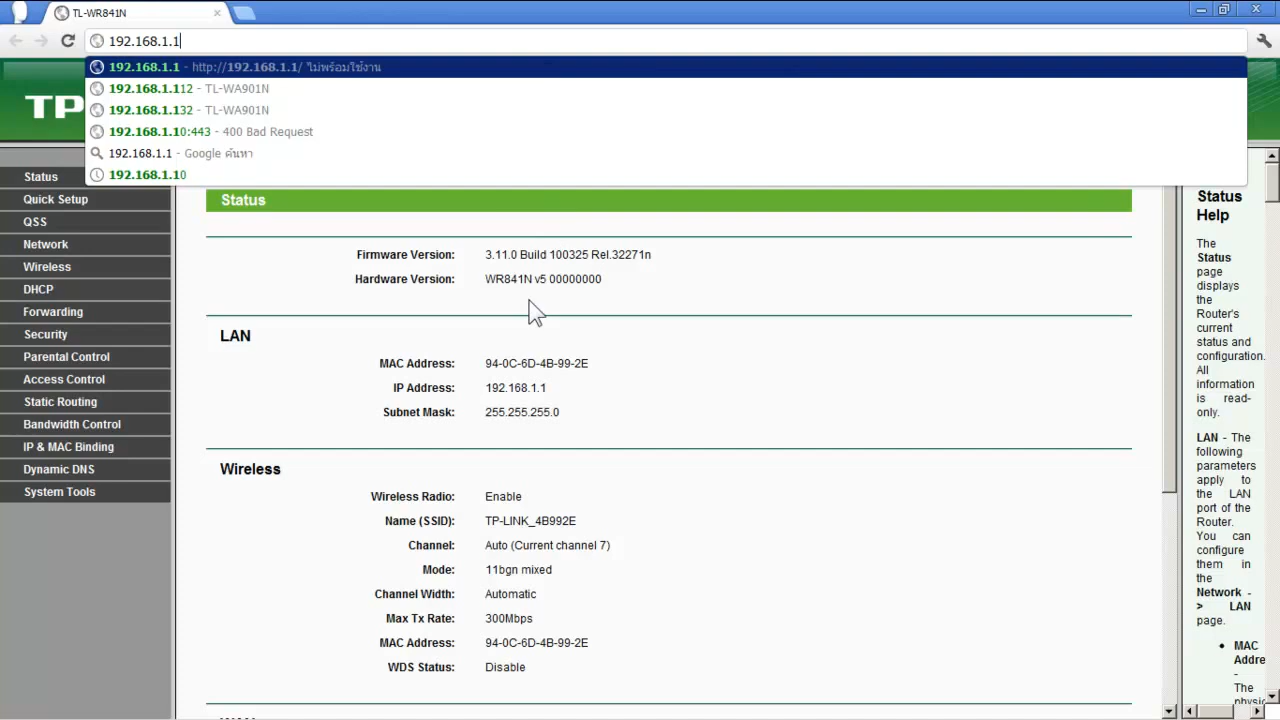 TL-WR841N
192.168.1.1
192.168.1.1 - http://192.168.1.1/ ไม่พร้อมใช้งาน
192.168.1.112 - TL-WA901N
192.168.1.132 - TL-WA901N
192.168.1.10:443 - 400 Bad Request
192.168.1.1 - Google ค้นหา
192.168.1.10
TP
Status
Quick Setup
QSS
Network
Wireless
DHCP
Forwarding
Security
Parental Control
Access Control
Static Routing
Bandwidth Control
IP & MAC Binding
Dynamic DNS
System Tools
Status
Firmware Version: 3.11.0 Build 100325 Rel.32271n
Hardware Version: WR841N v5 00000000
LAN
MAC Address: 94-0C-6D-4B-99-2E
IP Address: 192.168.1.1
Subnet Mask: 255.255.255.0
Wireless
Wireless Radio: Enable
Name (SSID): TP-LINK_4B992E
Channel: Auto (Current channel 7)
Mode: 11bgn mixed
Channel Width: Automatic
Max Tx Rate: 300Mbps
MAC Address: 94-0C-6D-4B-99-2E
WDS Status: Disable
Status
Help
The
Status
page
displays
the
Router's
current
status and
configuration.
All
information
is read-
only.
LAN - The
following
parameters
apply to
the LAN
port of the
Router.
You can
configure
them in
the
Network -
> LAN
page.
• MAC
Addre
-
The
physic